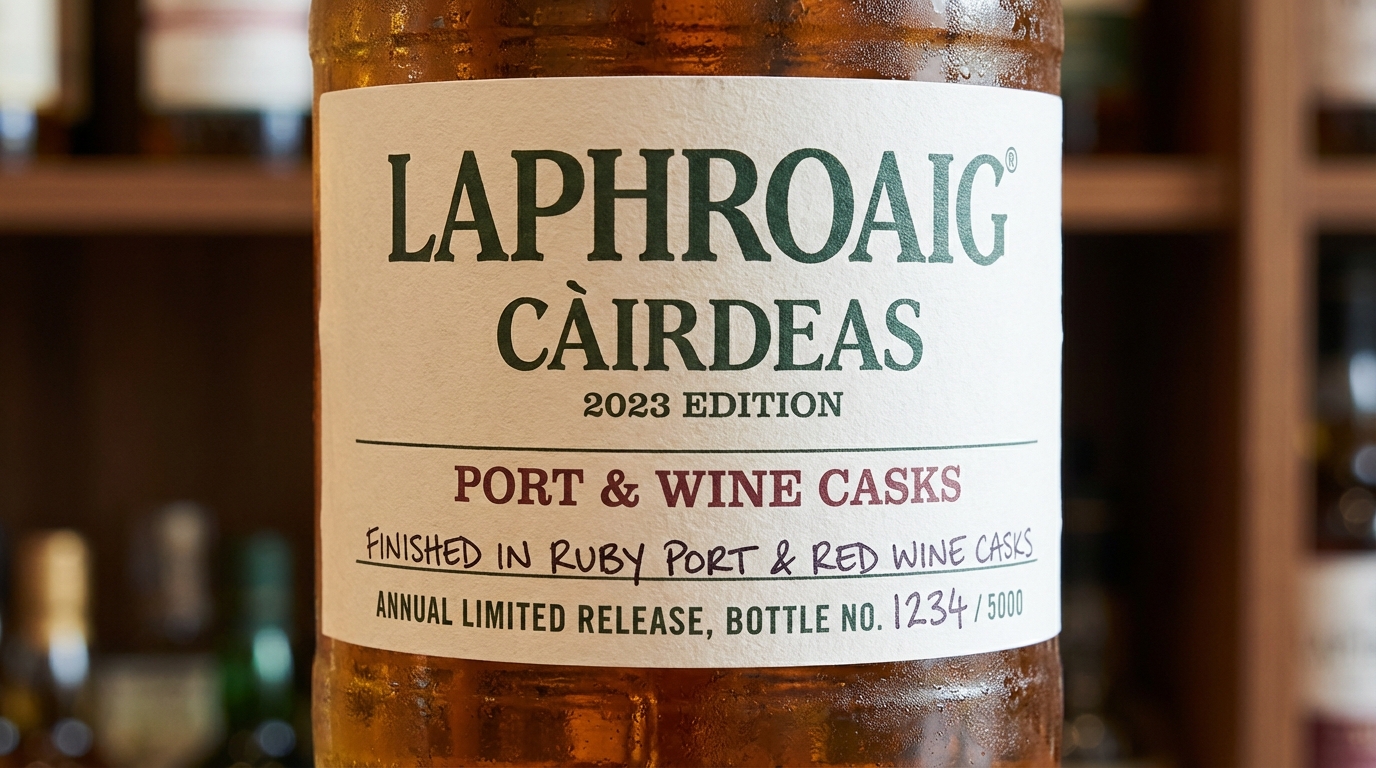 LAPHROAIG®
CÀIRDEAS
2023 EDITION
PORT & WINE CASKS
FINISHED IN RUBY PORT & RED WINE CASKS
ANNUAL LIMITED RELEASE, BOTTLE NO. 1234 / 5000